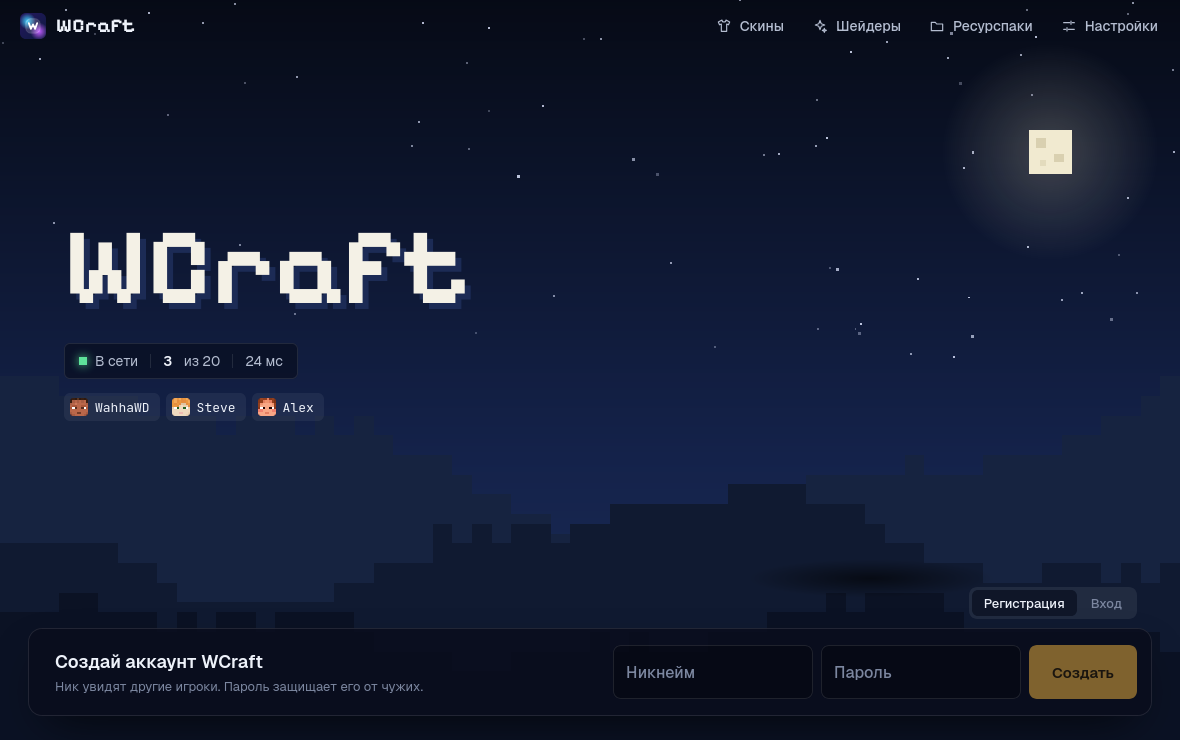 WCraft
Скины
Шейдеры
Ресурспаки
Настройки
WCraft
В сети 3 из 20 24 мс
WahhaWD Steve Alex
Регистрация Вход
Создай аккаунт WCraft
Ник увидят другие игроки. Пароль защищает его от чужих.
Никнейм
Пароль
Создать